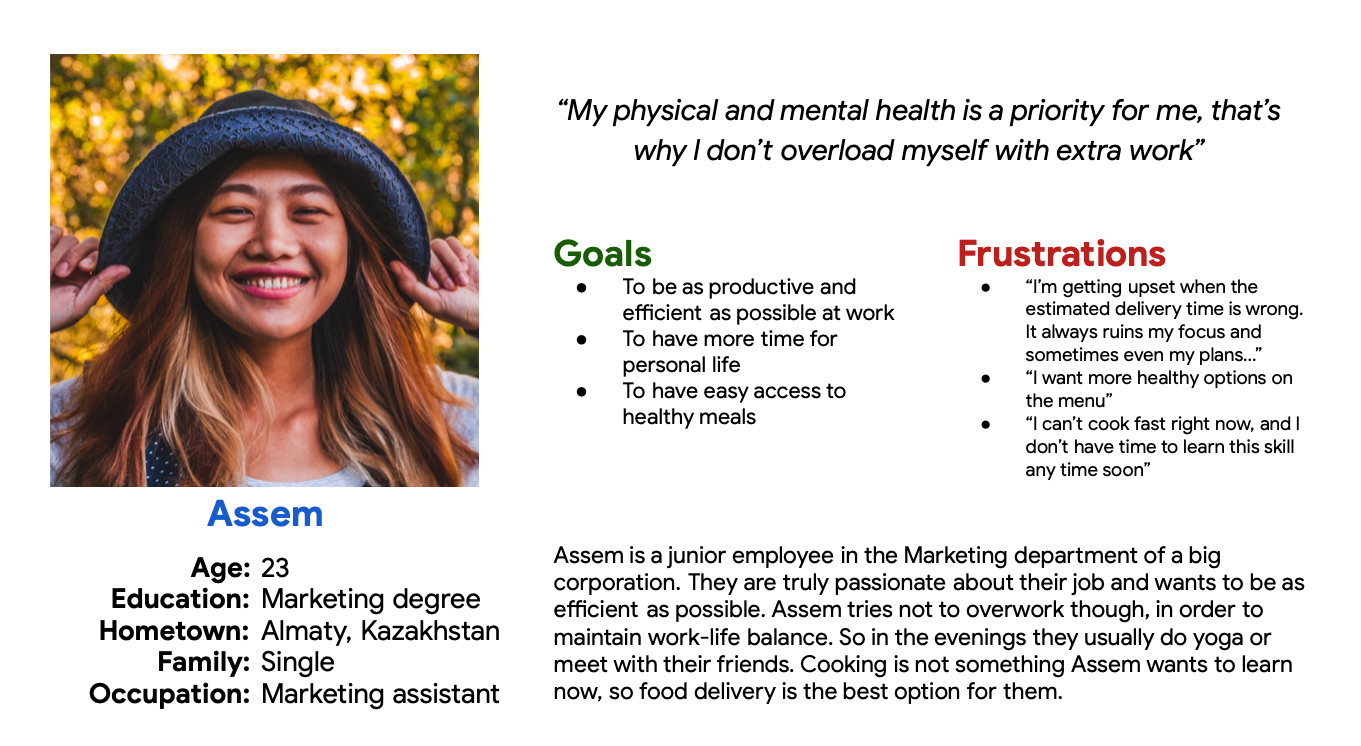 “My physical and mental health is a priority for me, that’s
why I don’t overload myself with extra work”
Goals
● To be as productive and
efficient as possible at work
● To have more time for
personal life
● To have easy access to
healthy meals
Frustrations
● “I’m getting upset when the
estimated delivery time is wrong.
It always ruins my focus and
sometimes even my plans...”
● “I want more healthy options on
the menu”
● “I can’t cook fast right now, and I
don’t have time to learn this skill
any time soon”
Assem
Age: 23
Education: Marketing degree
Hometown: Almaty, Kazakhstan
Family: Single
Occupation: Marketing assistant
Assem is a junior employee in the Marketing department of a big
corporation. They are truly passionate about their job and wants to be as
efficient as possible. Assem tries not to overwork though, in order to
maintain work-life balance. So in the evenings they usually do yoga or
meet with their friends. Cooking is not something Assem wants to learn
now, so food delivery is the best option for them.